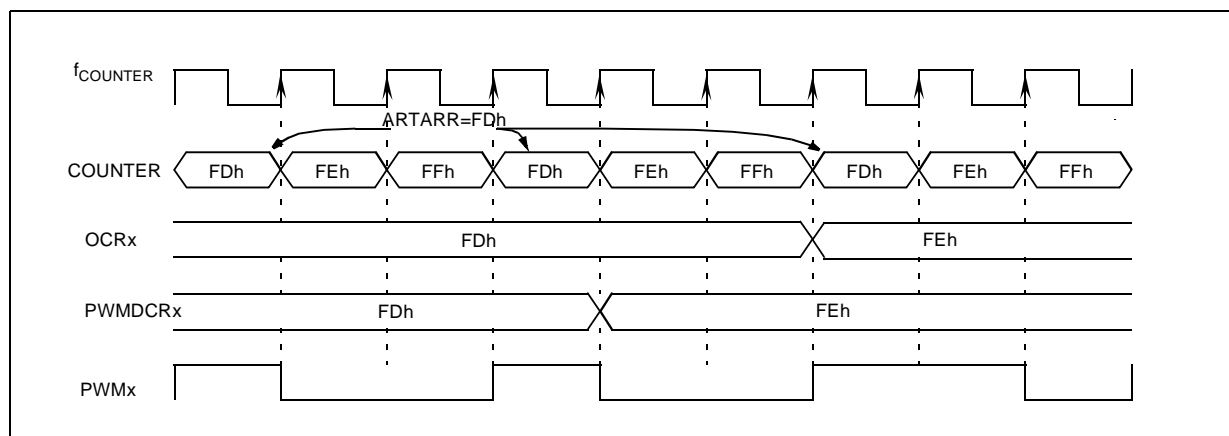 fCOUNTER
ARTARR=FDh
COUNTER FDh FEh FFh FDh FEh FFh FDh FEh FFh
OCRx FDh FEh
PWMDCRx FDh FEh
PWMx